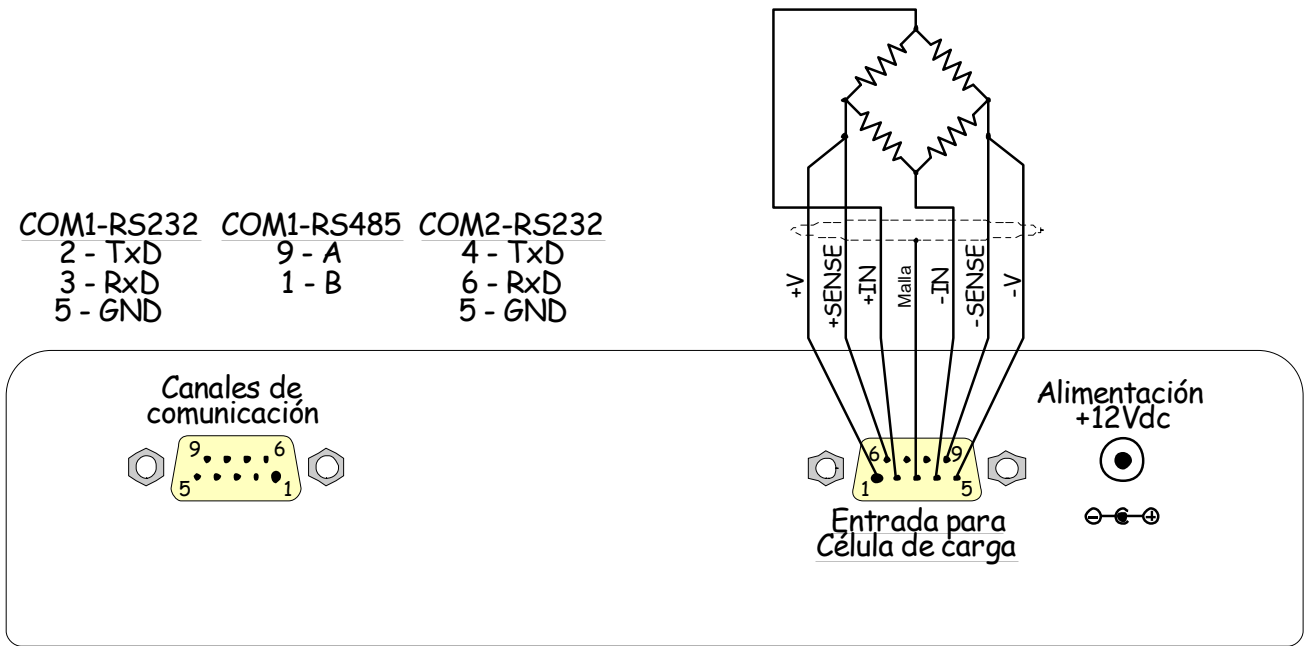 COM1-RS232
2 - TxD
3 - RxD
5 - GND
COM1-RS485
9 - A
1 - B
COM2-RS232
4 - TxD
6 - RxD
5 - GND
+V
+SENSE
+IN
Malla
-IN
-SENSE
-V
Canales de
comunicación
9
6
5
1
6
9
1
5
Entrada para
Célula de carga
Alimentación
+12Vdc
- +